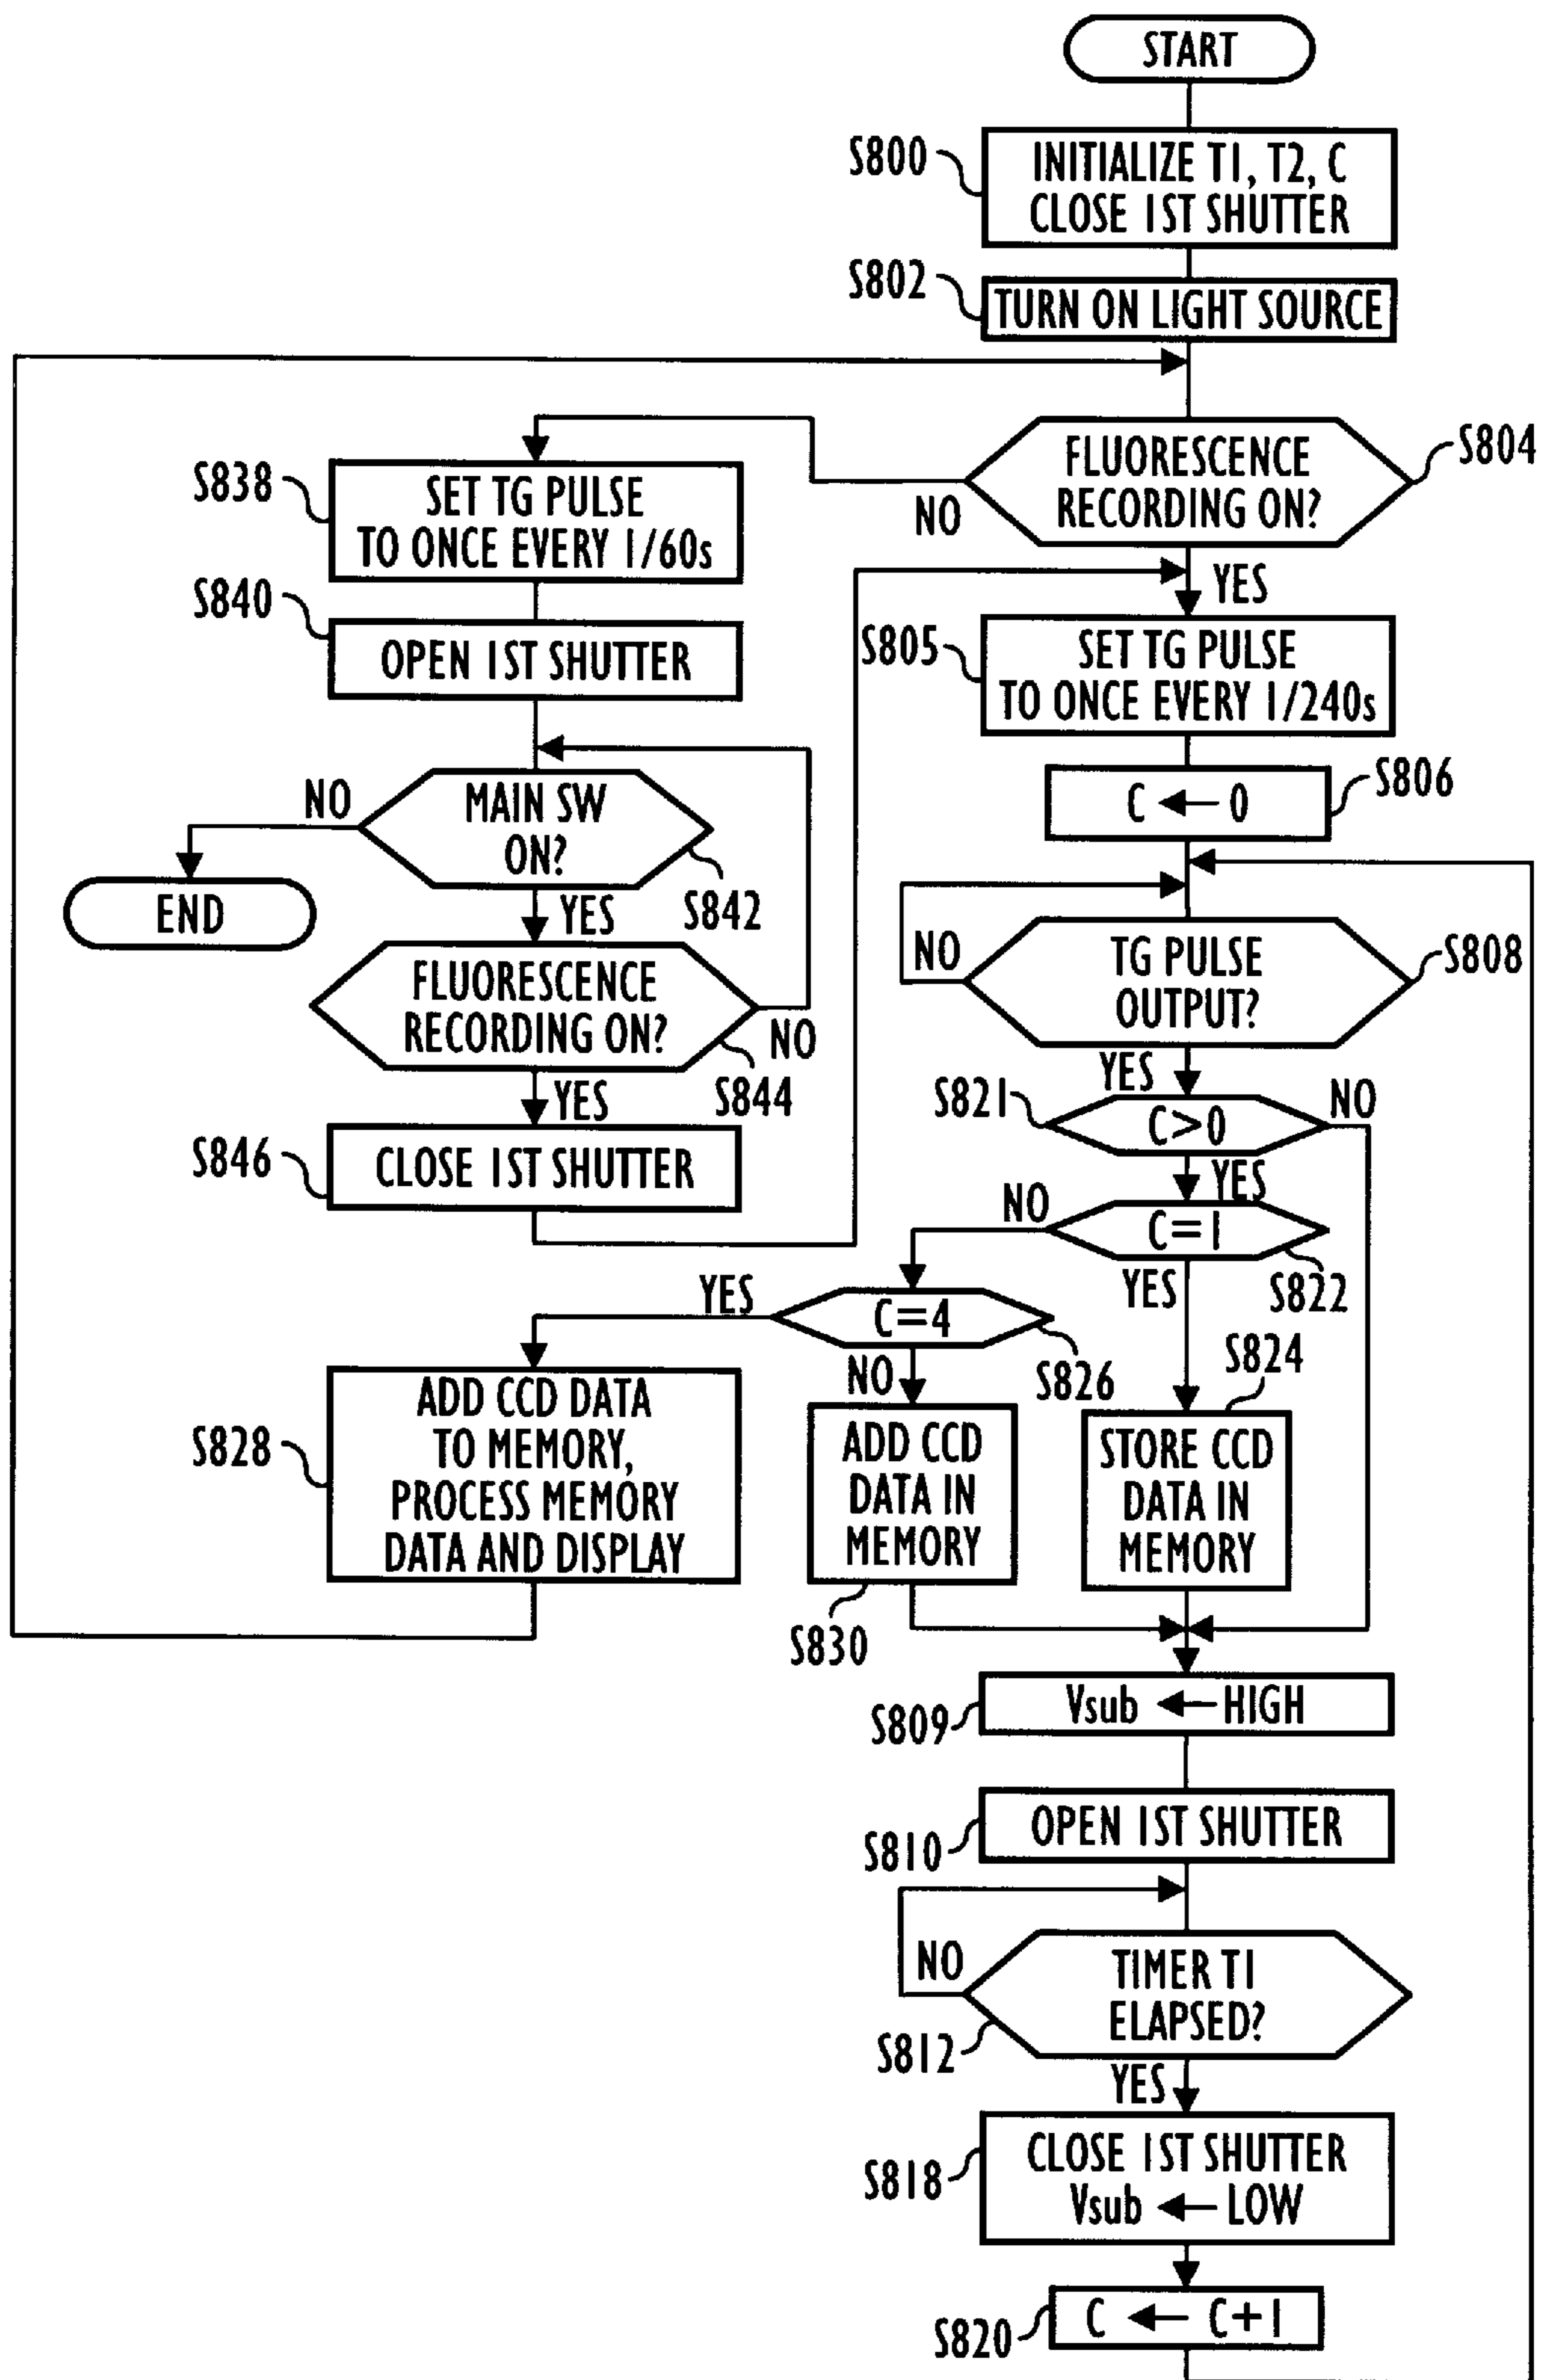 START
S800
INITIALIZE T1, T2, C
CLOSE 1ST SHUTTER
S802
TURN ON LIGHT SOURCE
S804
FLUORESCENCE
RECORDING ON?
NO
YES
S838
SET TG PULSE
TO ONCE EVERY 1/60s
S840
OPEN 1ST SHUTTER
S805
SET TG PULSE
TO ONCE EVERY 1/240s
S806
C ← 0
NO
MAIN SW
ON?
S842
END
YES
FLUORESCENCE
RECORDING ON?
NO
S844
YES
S846
CLOSE 1ST SHUTTER
NO
TG PULSE
OUTPUT?
S808
YES
S821
C>0
NO
YES
NO
C=1
S822
YES
YES
C=4
S826
NO
S824
S828
ADD CCD DATA
TO MEMORY,
PROCESS MEMORY
DATA AND DISPLAY
ADD CCD
DATA IN
MEMORY
S830
STORE CCD
DATA IN
MEMORY
S809
Vsub ← HIGH
S810
OPEN 1ST SHUTTER
NO
TIMER T1
ELAPSED?
S812
YES
S818
CLOSE 1ST SHUTTER
Vsub ← LOW
S820
C ← C+1